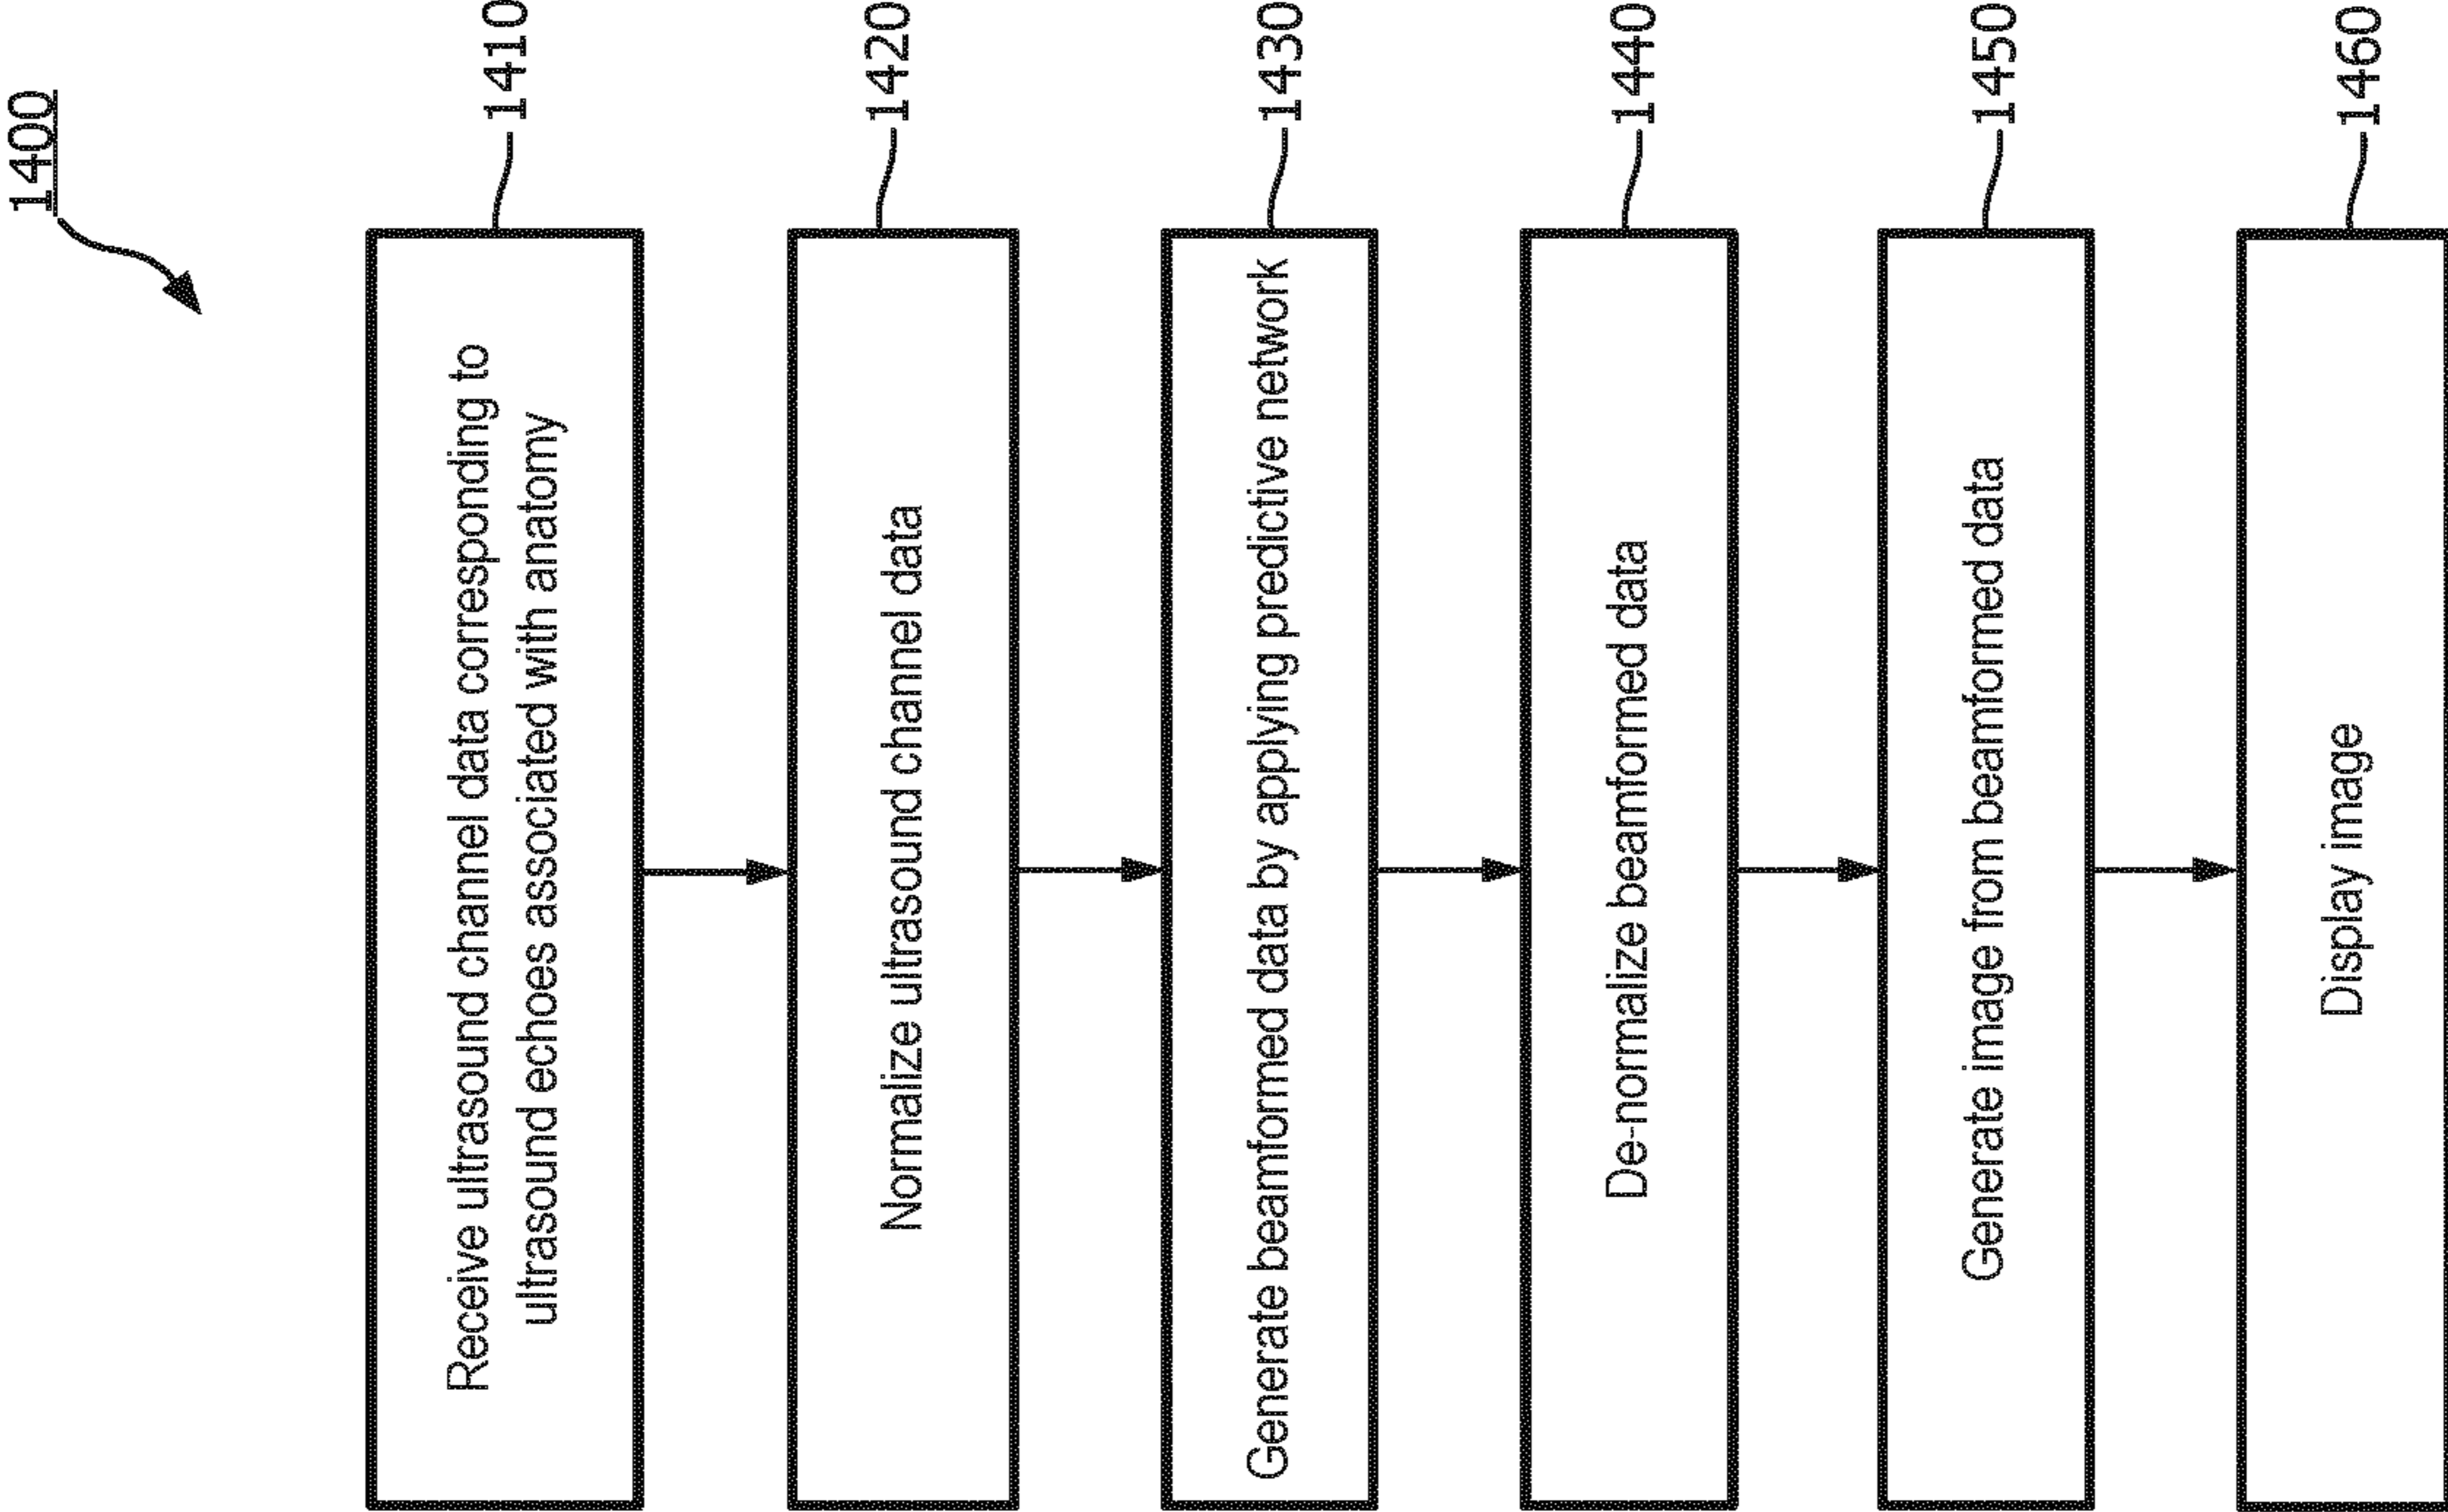 1400
Receive ultrasound channel data corresponding to
ultrasound echoes associated with anatomy
1410
Normalize ultrasound channel data
1420
Generate beamformed data by applying predictive network
1430
De-normalize beamformed data
1440
Generate image from beamformed data
1450
Display image
1460